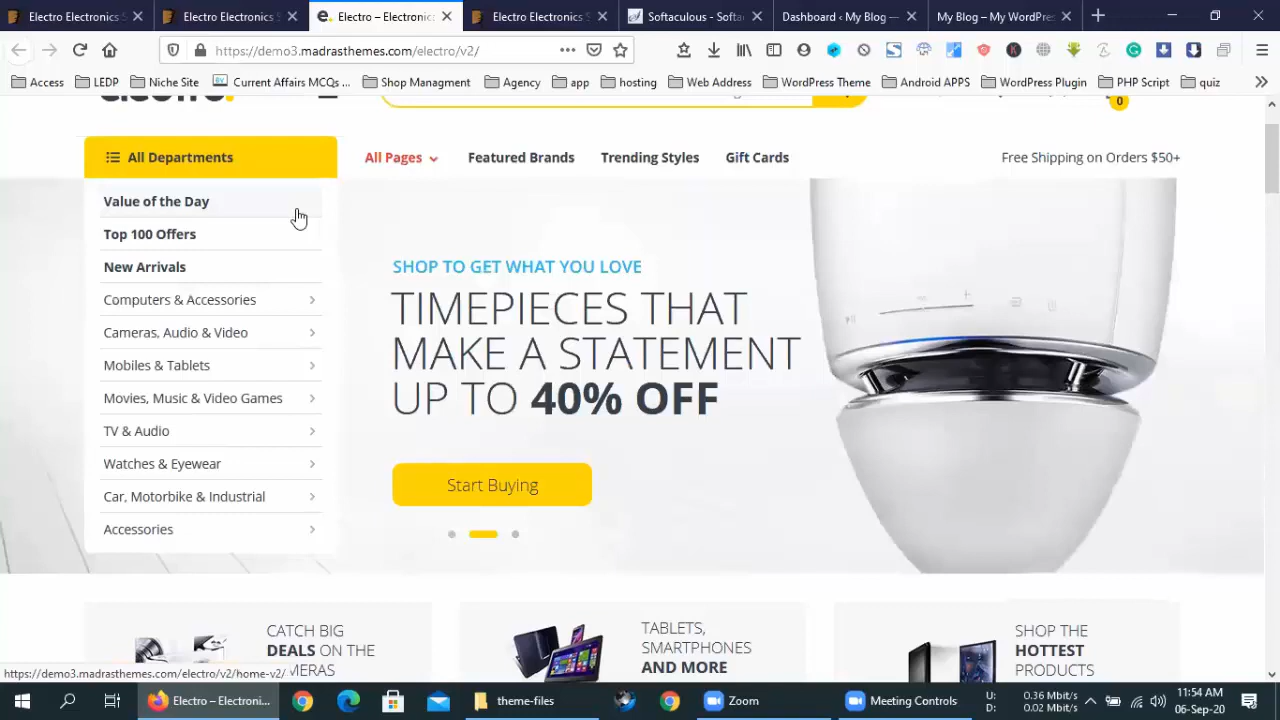 Electro Electronics S
Electro Electronics S
Electro – Electronics
Electro Electronics S
Softaculous - Softac
Dashboard ‹ My Blog —
My Blog – My WordPres
https://demo3.madrasthemes.com/electro/v2/
Access
LEDP
Niche Site
Current Affairs MCQs ...
Shop Managment
Agency
app
hosting
Web Address
WordPress Theme
Android APPS
WordPress Plugin
PHP Script
quiz
electro.
0
All Departments
All Pages
Featured Brands
Trending Styles
Gift Cards
Free Shipping on Orders $50+
Value of the Day
Top 100 Offers
New Arrivals
Computers & Accessories
Cameras, Audio & Video
Mobiles & Tablets
Movies, Music & Video Games
TV & Audio
Watches & Eyewear
Car, Motorbike & Industrial
Accessories
SHOP TO GET WHAT YOU LOVE
TIMEPIECES THAT
MAKE A STATEMENT
UP TO 40% OFF
Start Buying
CATCH BIG
DEALS ON THE
CAMERAS
TABLETS,
SMARTPHONES
AND MORE
SHOP THE
HOTTEST
PRODUCTS
https://demo3.madrasthemes.com/electro/v2/home-v2/
Electro – Electroni...
theme-files
Zoom
Meeting Controls
U: 0.36 Mbit/s
D: 0.02 Mbit/s
11:54 AM
06-Sep-20